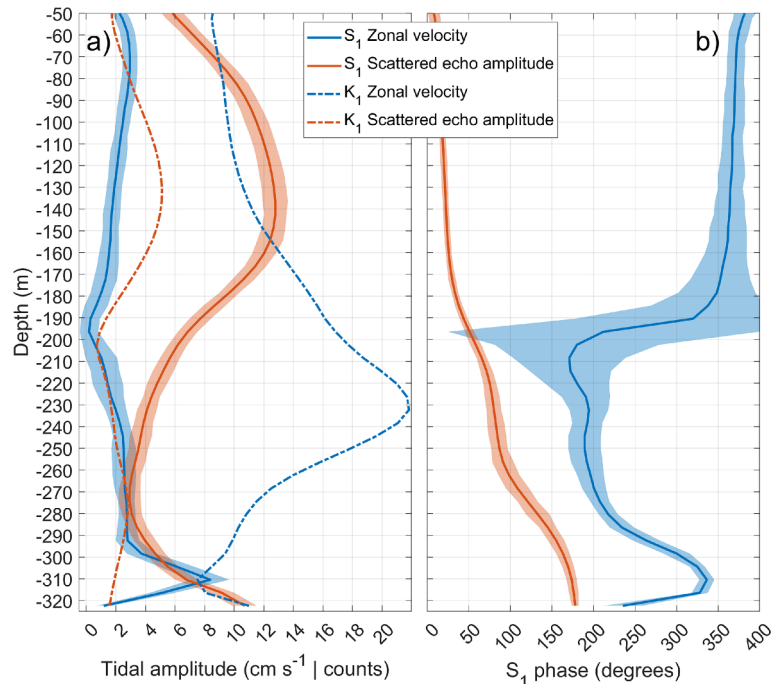 a)
b)
S₁ Zonal velocity
S₁ Scattered echo amplitude
K₁ Zonal velocity
K₁ Scattered echo amplitude
Depth (m)
-50
-60
-70
-80
-90
-100
-110
-120
-130
-140
-150
-160
-170
-180
-190
-200
-210
-220
-230
-240
-250
-260
-270
-280
-290
-300
-310
-320
0 2 4 6 8 10 12 14 16 18 20 22
Tidal amplitude (cm s⁻¹ | counts)
0 50 100 150 200 250 300 350 400
S₁ phase (degrees)